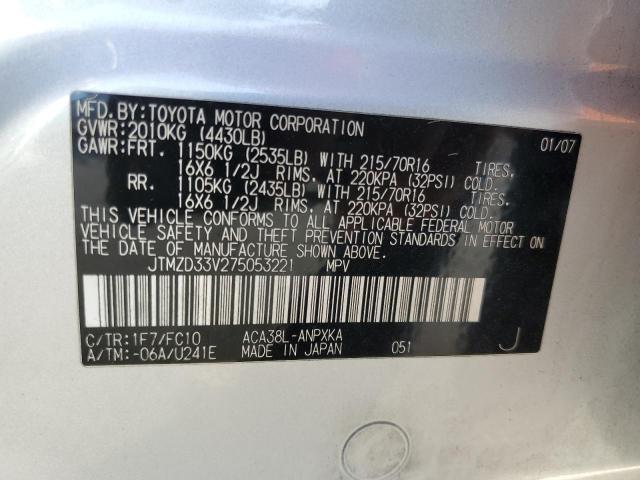 MFD.BY:TOYOTA MOTOR CORPORATION 01/07
GVWR:2010KG (4430LB)
GAWR:FRT. 1150KG (2535LB) WITH 215/70R16 TIRES,
16X6 1/2J RIMS. AT 220KPA (32PSI) COLD.
RR. 1105KG (2435LB) WITH 215/70R16 TIRES,
16X6 1/2J RIMS, AT 220KPA (32PSI) COLD.
THIS VEHICLE CONFORMS TO ALL APPLICABLE FEDERAL MOTOR
VEHICLE SAFETY AND THEFT PREVENTION STANDARDS IN EFFECT ON
THE DATE OF MANUFACTURE SHOWN ABOVE.
JTMZD33V275053221 MPV
C/TR:1F7/FC10 ACA38L-ANPXKA
A/TM:-06A/U241E MADE IN JAPAN 051 J